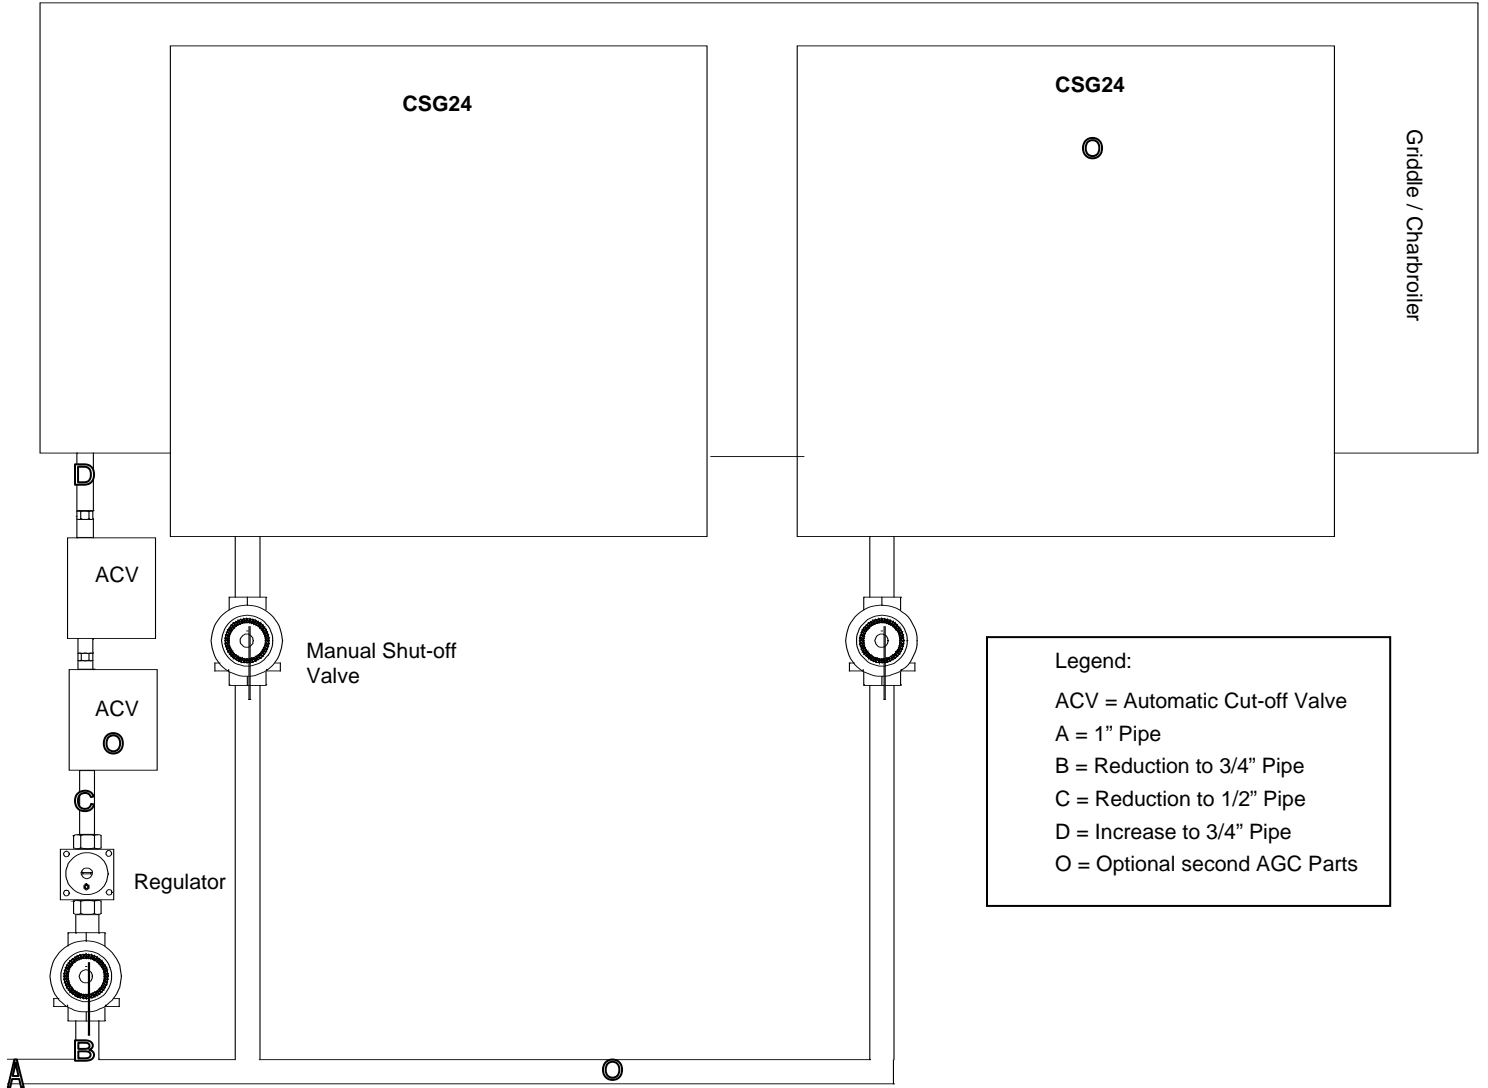 CSG24
CSG24
O
Griddle / Charbroiler
D
ACV
Manual Shut-off
Valve
ACV
O
C
Regulator
B
A
O
Legend:
ACV = Automatic Cut-off Valve
A = 1” Pipe
B = Reduction to 3/4” Pipe
C = Reduction to 1/2” Pipe
D = Increase to 3/4” Pipe
O = Optional second AGC Parts